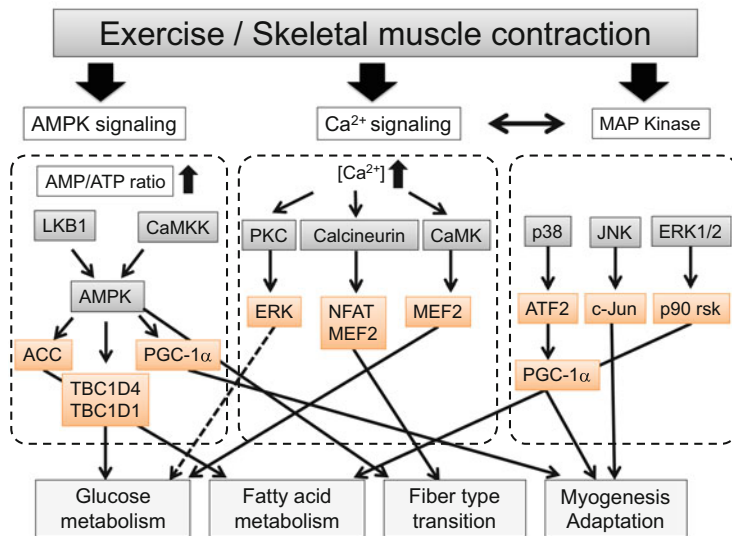 Exercise / Skeletal muscle contraction
AMPK signaling
Ca2+ signaling
MAP Kinase
AMP/ATP ratio
[Ca2+]
LKB1
CaMKK
PKC
Calcineurin
CaMK
p38
JNK
ERK1/2
AMPK
ERK
NFAT
MEF2
MEF2
ATF2
c-Jun
p90 rsk
ACC
PGC-1α
PGC-1α
TBC1D4
TBC1D1
Glucose
metabolism
Fatty acid
metabolism
Fiber type
transition
Myogenesis
Adaptation